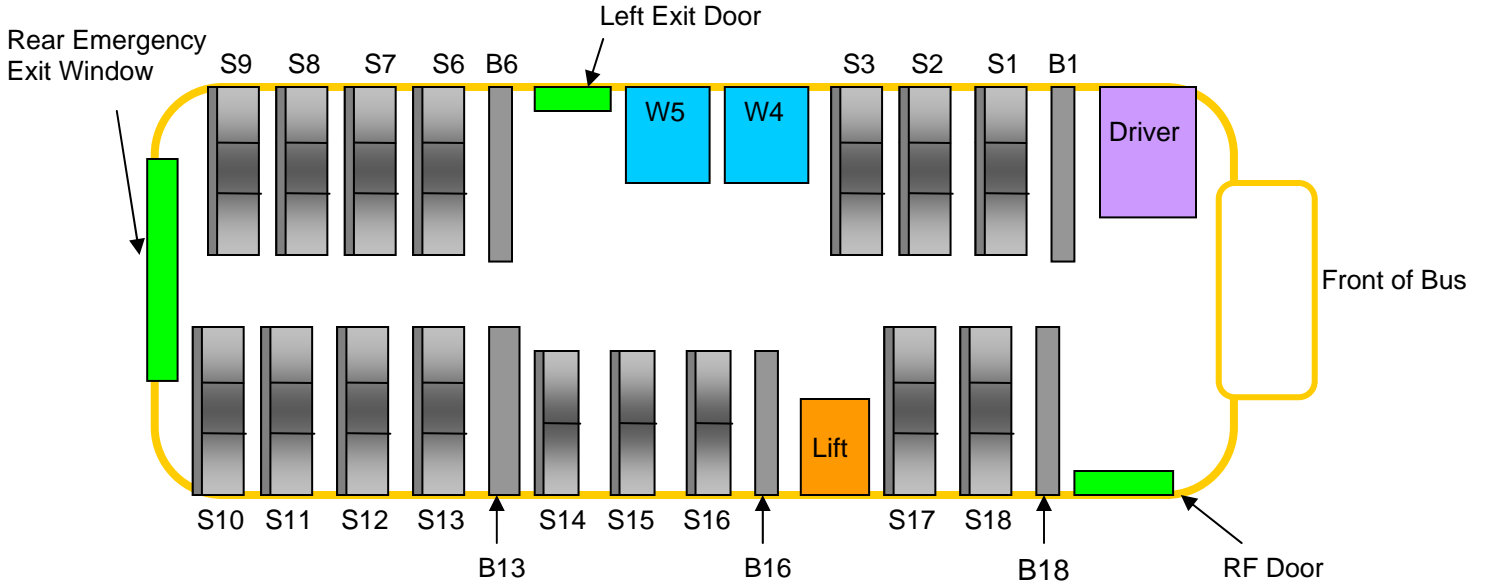 Left Exit Door
Rear Emergency
Exit Window
S9 S8 S7 S6 B6 S3 S2 S1 B1
W5 W4
Driver
Front of Bus
Lift
S10 S11 S12 S13 S14 S15 S16 S17 S18
B13 B16 B18 RF Door